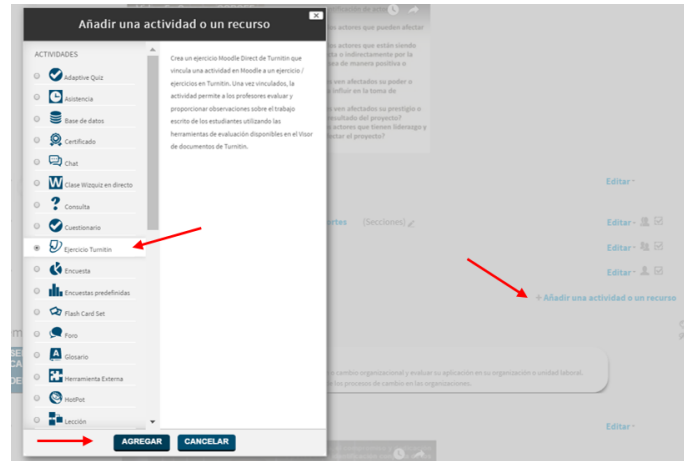 Añadir una actividad o un recurso
ACTIVIDADES
Adaptive Quiz
Asistencia
Base de datos
Certificado
Chat
Clase Wizquiz en directo
Consulta
Cuestionario
Ejercicio Turnitin
Encuesta
Encuestas predefinidas
Flash Card Set
Foro
Glosario
Herramienta Externa
HotPot
Lección
Crea un ejercicio Moodle Direct de Turnitin que
vincula una actividad en Moodle a un ejercicio /
ejercicios en Turnitin. Una vez vinculados, la
actividad permite a los profesores evaluar y
proporcionar observaciones sobre el trabajo
escrito de los estudiantes utilizando las
herramientas de evaluación disponibles en el Visor
de documentos de Turnitin.
AGREGAR
CANCELAR
actores que pueden afectar
actores que están siendo
o indirectamente por la
de manera positiva o
ven afectados su poder o
influir en la toma de
ven afectados su prestigio o
resultado del proyecto?
actores que tienen liderazgo y
afectar el proyecto?
Editar
(Secciones)
Editar
Editar
Editar
+ Añadir una actividad o un recurso
cambio organizacional y evaluar su aplicación en su organización o unidad laboral.
los procesos de cambio en las organizaciones.
Editar